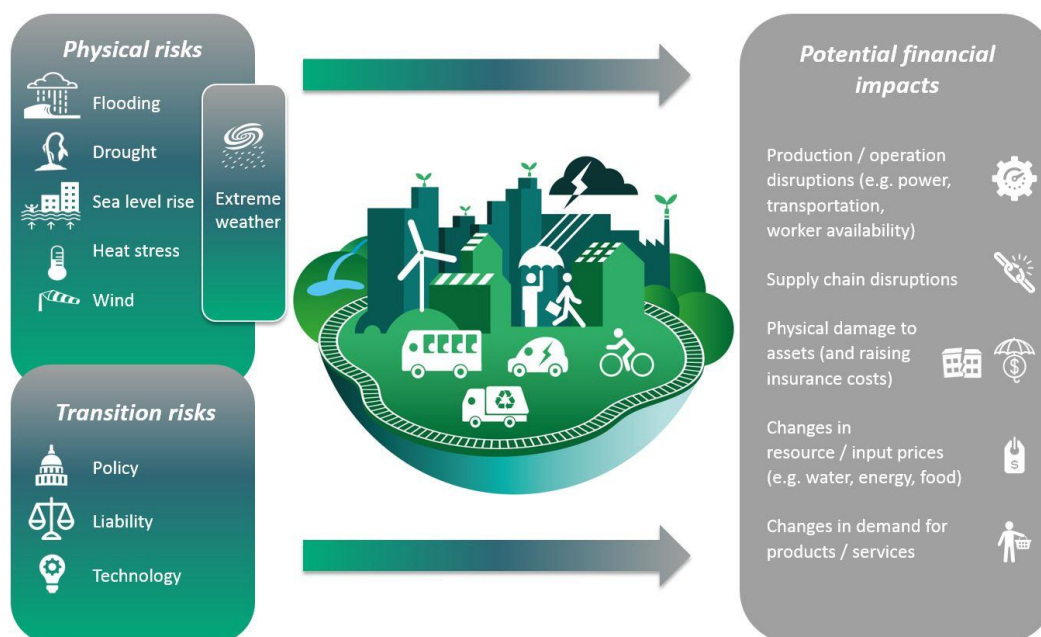 Physical risks
Flooding
Drought
Sea level rise
Heat stress
Wind
Extreme
weather
Transition risks
Policy
Liability
Technology
Potential financial
impacts
Production / operation
disruptions (e.g. power,
transportation,
worker availability)
Supply chain disruptions
Physical damage to
assets (and raising
insurance costs)
$
Changes in
resource / input prices
(e.g. water, energy, food)
$
Changes in demand for
products / services